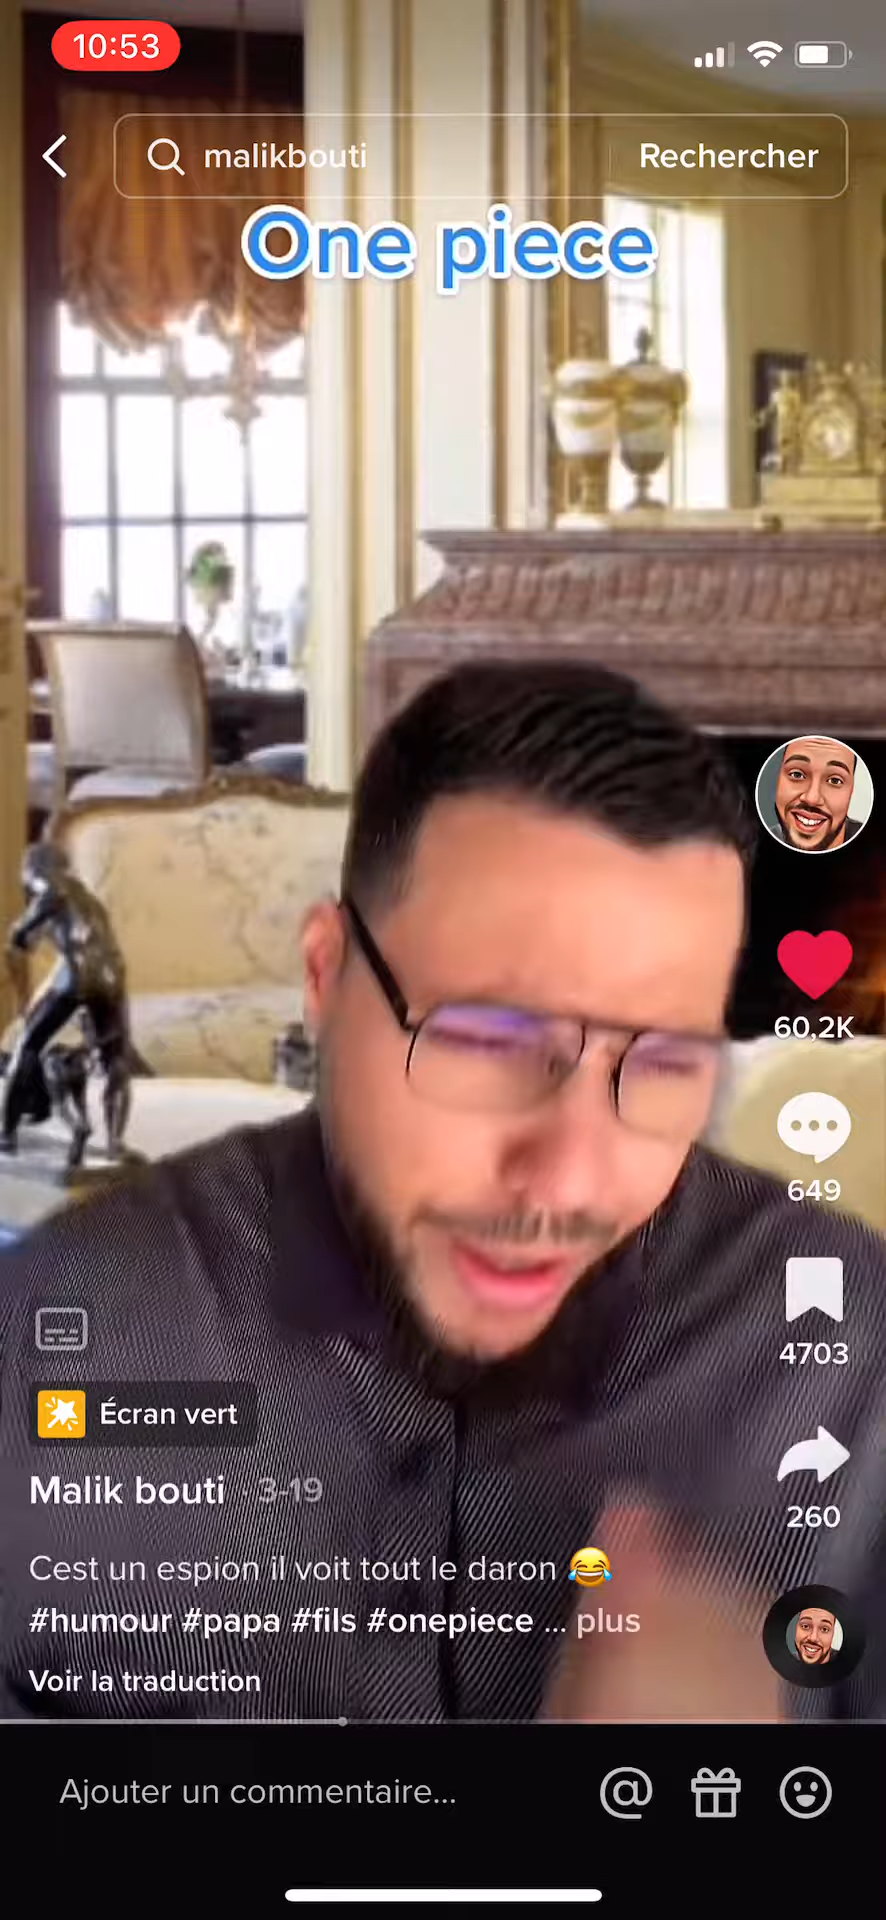 10:53
malikbouti
Rechercher
One piece
60,2K
649
4703
260
Écran vert
Malik bouti · 3-19
Cest un espion il voit tout le daron 😂
#humour #papa #fils #onepiece ... plus
Voir la traduction
Ajouter un commentaire...